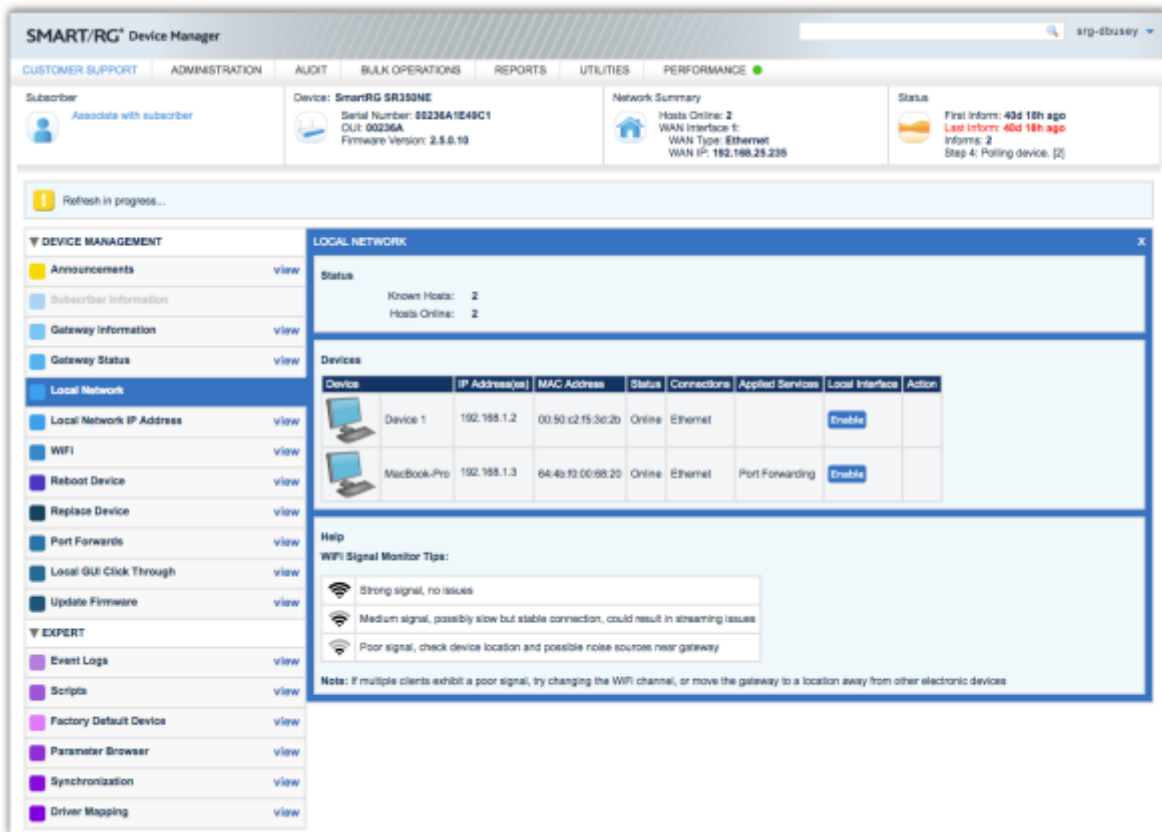 SMART/RG® Device Manager
srg-dbusey
CUSTOMER SUPPORT ADMINISTRATION AUDIT BULK OPERATIONS REPORTS UTILITIES PERFORMANCE
Subscriber
Associate with subscriber
Device: SmartRG SR350NE
Serial Number: 00236A1E49C1
OUI: 00236A
Firmware Version: 2.5.0.10
Network Summary
Hosts Online: 2
WAN Interface 1:
WAN Type: Ethernet
WAN IP: 192.168.25.235
Status
First Inform: 40d 18h ago
Last Inform: 40d 18h ago
Informs: 2
Step 4: Polling device. [2]
Refresh in progress...
DEVICE MANAGEMENT
Announcements view
Subscriber Information
Gateway Information view
Gateway Status view
Local Network
Local Network IP Address view
WiFi view
Reboot Device view
Replace Device view
Port Forwards view
Local GUI Click Through view
Update Firmware view
EXPERT
Event Logs view
Scripts view
Factory Default Device view
Parameter Browser view
Synchronization view
Driver Mapping view
LOCAL NETWORK X
Status
Known Hosts: 2
Hosts Online: 2
Devices
Device IP Address(es) MAC Address Status Connections Applied Services Local Interface Action
Device 1 192.168.1.2 00:50:c2:f5:3d:2b Online Ethernet Enable
MacBook-Pro 192.168.1.3 64:4b:f0:00:68:20 Online Ethernet Port Forwarding Enable
Help
WiFi Signal Monitor Tips:
Strong signal, no issues
Medium signal, possibly slow but stable connection, could result in streaming issues
Poor signal, check device location and possible noise sources near gateway
Note: If multiple clients exhibit a poor signal, try changing the WiFi channel, or move the gateway to a location away from other electronic devices